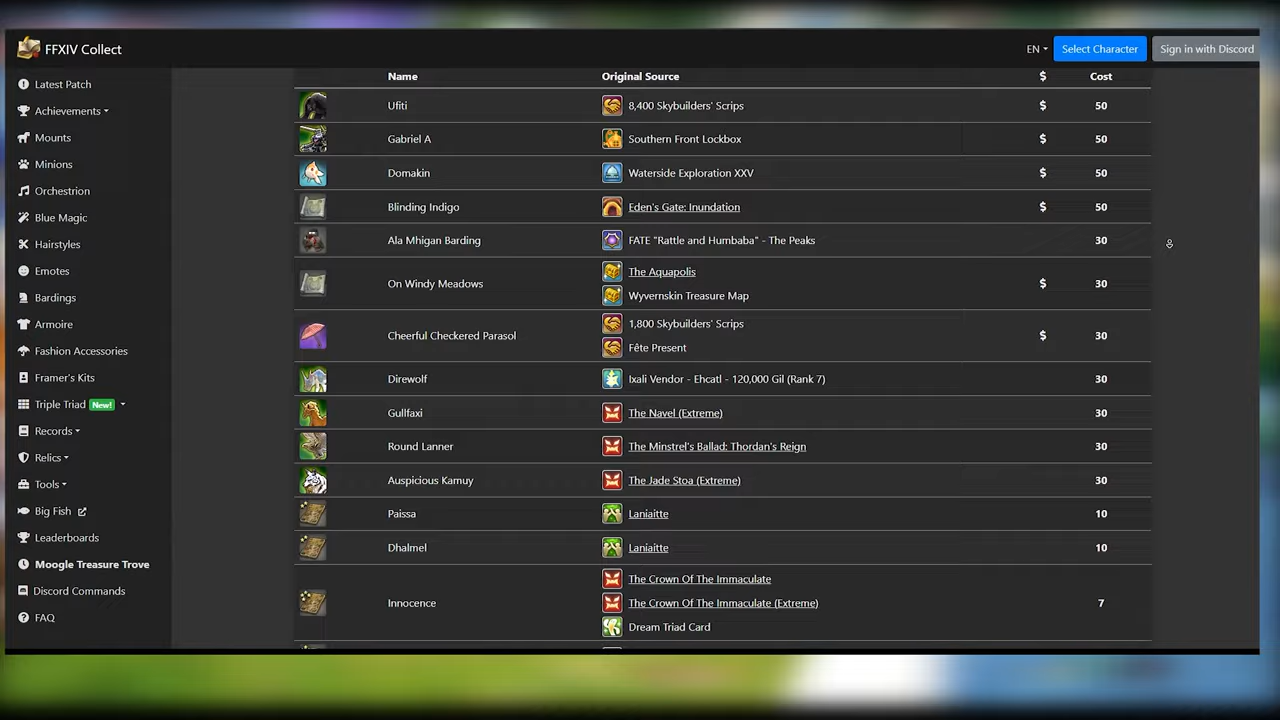 FFXIV Collect
EN
Select Character
Sign in with Discord
Latest Patch
Achievements
Mounts
Minions
Orchestrion
Blue Magic
Hairstyles
Emotes
Bardings
Armoire
Fashion Accessories
Framer's Kits
Triple Triad New!
Records
Relics
Tools
Big Fish
Leaderboards
Moogle Treasure Trove
Discord Commands
FAQ
Name Original Source $ Cost
Ufiti 8,400 Skybuilders' Scrips $ 50
Gabriel A Southern Front Lockbox $ 50
Domakin Waterside Exploration XXV $ 50
Blinding Indigo Eden's Gate: Inundation $ 50
Ala Mhigan Barding FATE "Rattle and Humbaba" - The Peaks 30
On Windy Meadows The Aquapolis $ 30
Wyvernskin Treasure Map
Cheerful Checkered Parasol 1,800 Skybuilders' Scrips $ 30
Fête Present
Direwolf Ixali Vendor - Ehcatl - 120,000 Gil (Rank 7) 30
Gullfaxi The Navel (Extreme) 30
Round Lanner The Minstrel's Ballad: Thordan's Reign 30
Auspicious Kamuy The Jade Stoa (Extreme) 30
Paissa Laniaitte 10
Dhalmel Laniaitte 10
The Crown Of The Immaculate
Innocence The Crown Of The Immaculate (Extreme) 7
Dream Triad Card